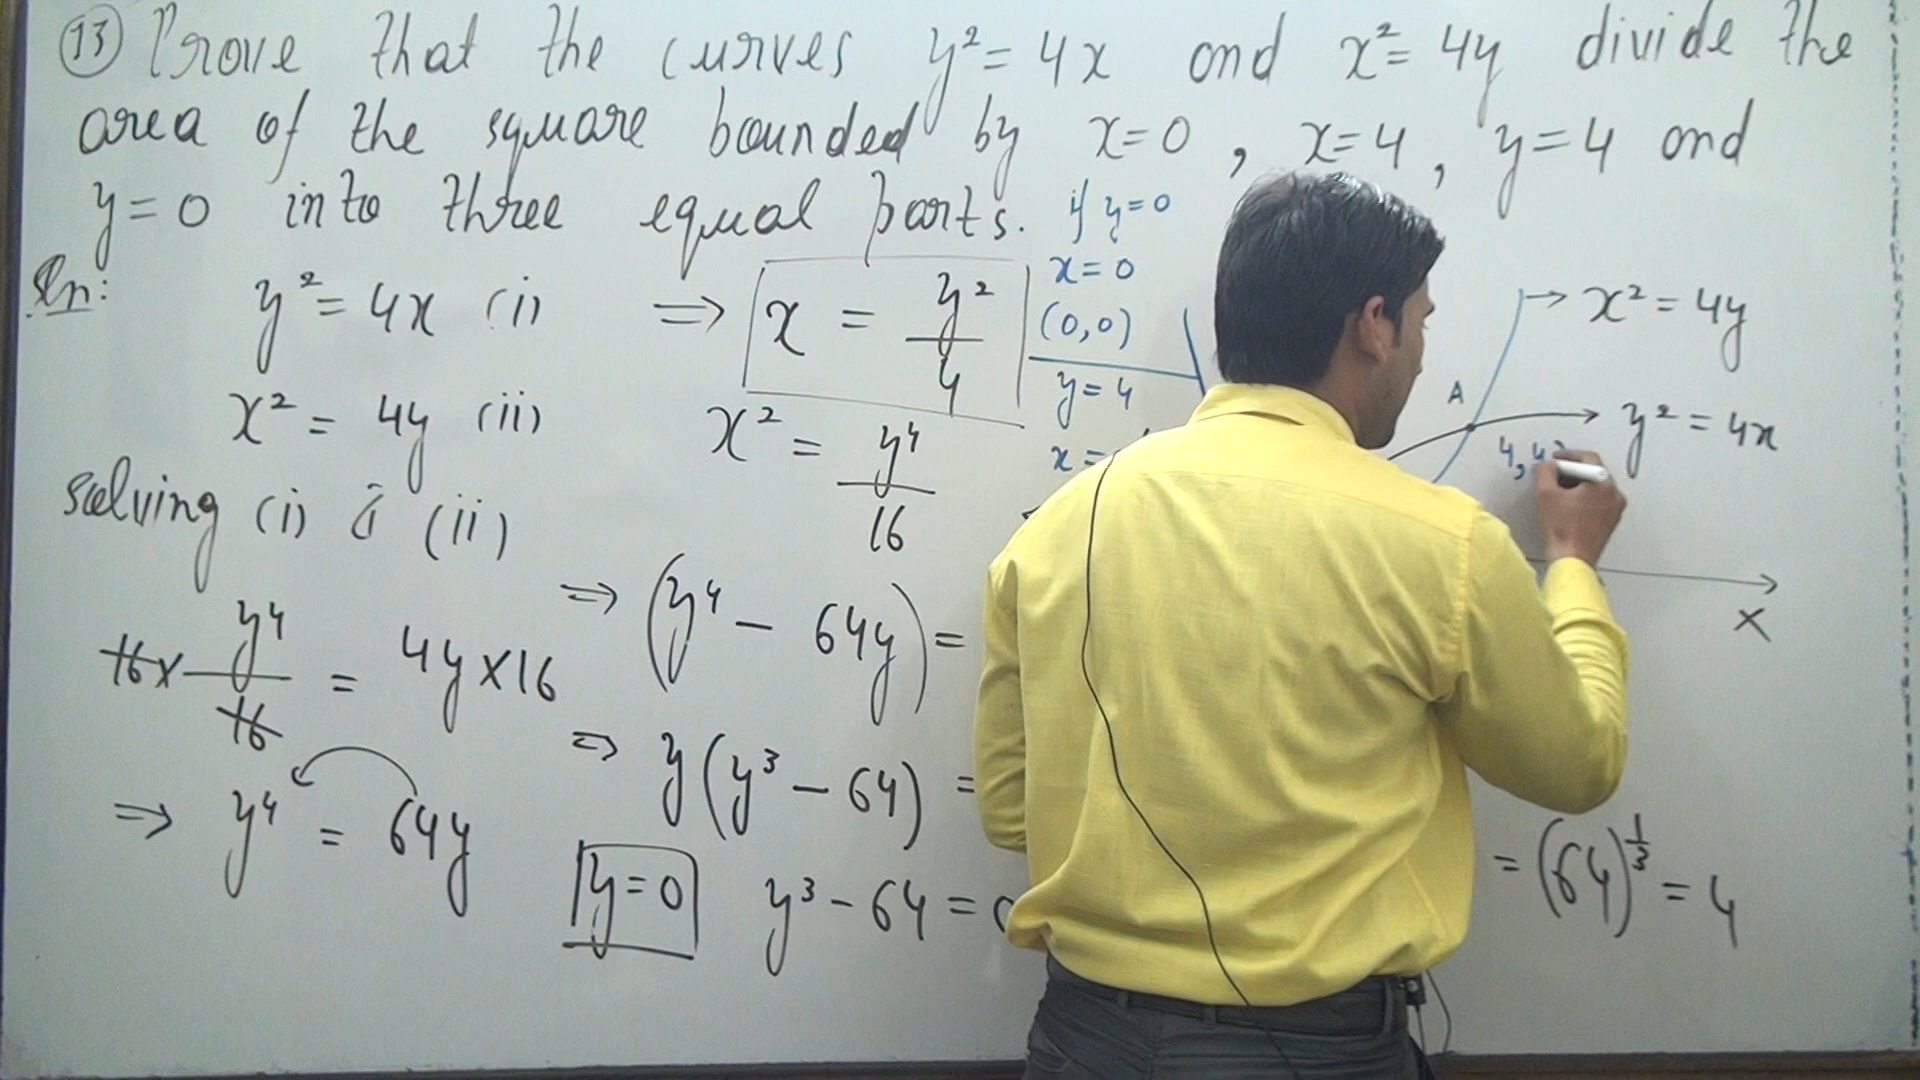 (13) Prove that the curves y² = 4x and x² = 4y divide the
area of the square bounded by x=0 , x=4 , y=4 and
y=0 into three equal parts.
Sln:
y² = 4x (i)
⇒ x = y²/4
x² = 4y (ii)
x² = y⁴/16
solving (i) & (ii)
16 × y⁴/16 = 4y×16
⇒ y⁴ = 64y
⇒ (y⁴ - 64y) =
⇒ y(y³ - 64) =
y=0
y³ - 64 =
= (64)^1/3 = 4
if y=0
x=0
(0,0)
y=4
x=
→ x² = 4y
A
→ y² = 4x
4,4
X